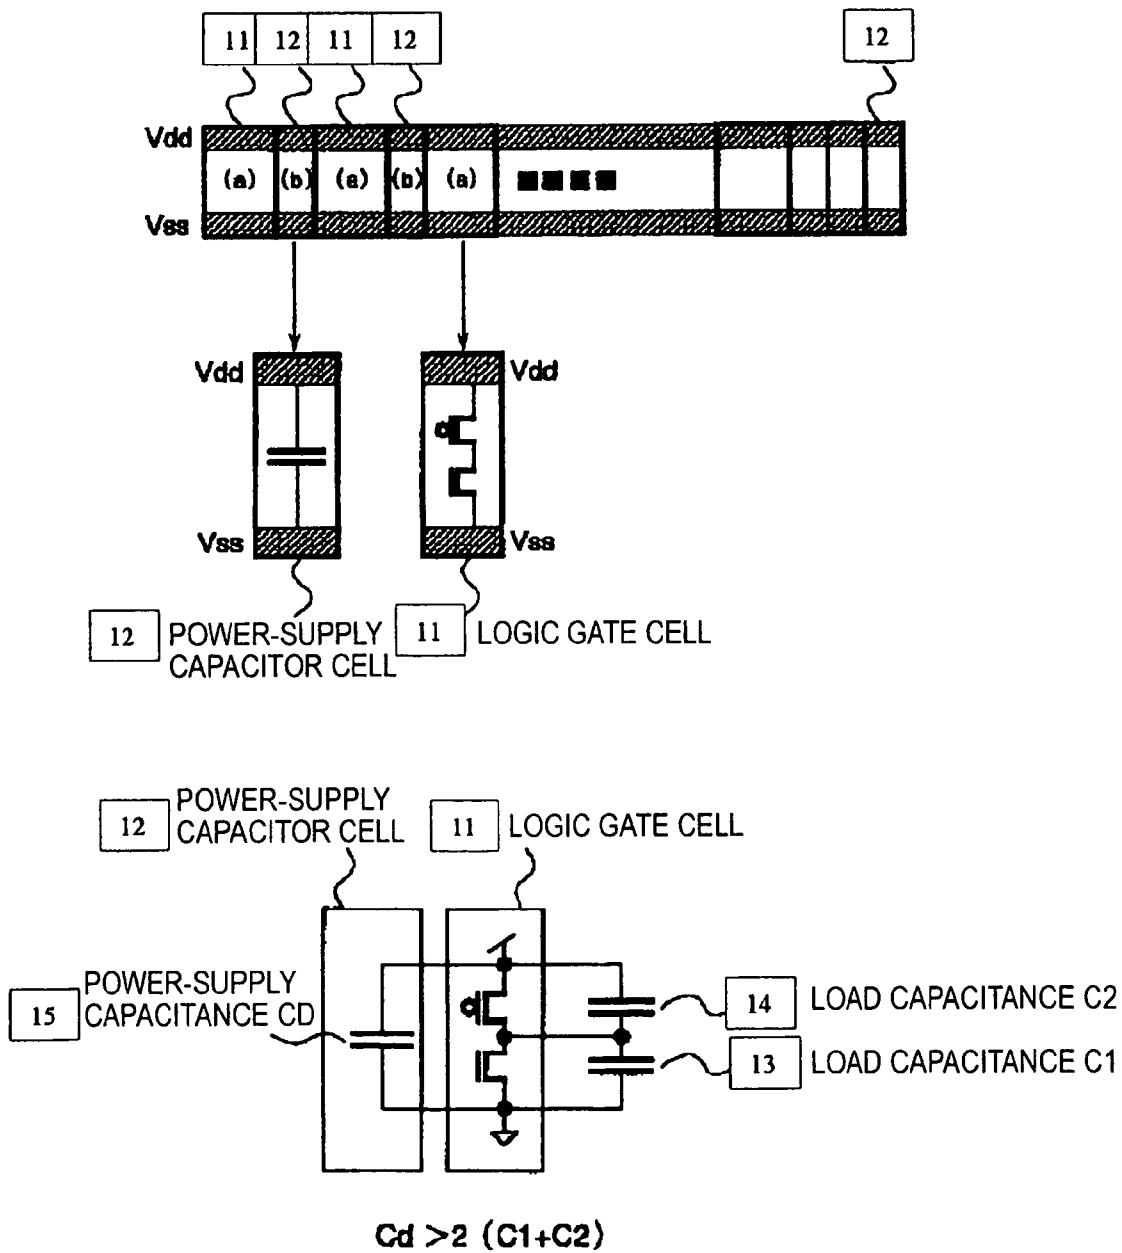 11 12 11 12 12
Vdd
(a) (b) (a) (b) (a)
Vss
Vdd Vdd
Vss Vss
12 POWER-SUPPLY
CAPACITOR CELL
11 LOGIC GATE CELL
12 POWER-SUPPLY
CAPACITOR CELL
11 LOGIC GATE CELL
15 POWER-SUPPLY
CAPACITANCE CD
14 LOAD CAPACITANCE C2
13 LOAD CAPACITANCE C1
Cd >2 (C1+C2)